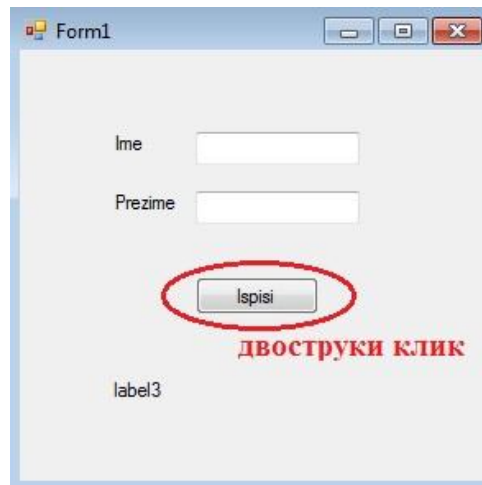 Form1
Ime
Prezime
Ispisi
двоструки клик
label3